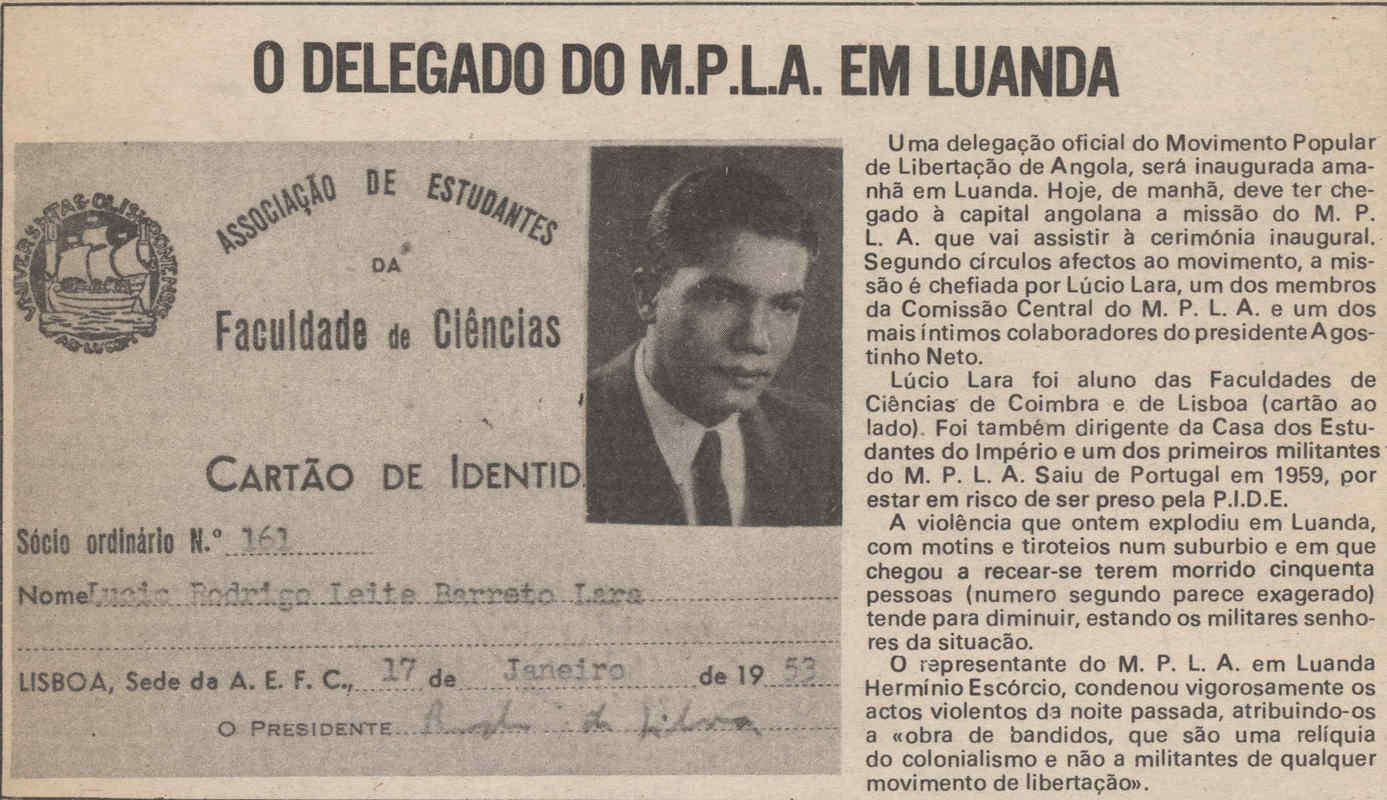 O DELEGADO DO M.P.L.A. EM LUANDA
ASSOCIAÇÃO DE ESTUDANTES
DA
Faculdade de Ciências
CARTÃO DE IDENTID
Sócio ordinário N.º 161
Nome Lucio Rodrigo Leite Barreto Lara
LISBOA, Sede da A. E. F. C., 17 de Janeiro de 1953
O PRESIDENTE da Silva
Uma delegação oficial do Movimento Popular
de Libertação de Angola, será inaugurada ama-
nhã em Luanda. Hoje, de manhã, deve ter che-
gado à capital angolana a missão do M. P.
L. A. que vai assistir à cerimónia inaugural.
Segundo círculos afectos ao movimento, a mis-
são é chefiada por Lúcio Lara, um dos membros
da Comissão Central do M. P. L. A. e um dos
mais íntimos colaboradores do presidente Agos-
tinho Neto.
Lúcio Lara foi aluno das Faculdades de
Ciências de Coimbra e de Lisboa (cartão ao
lado). Foi também dirigente da Casa dos Estu-
dantes do Império e um dos primeiros militantes
do M. P. L. A. Saiu de Portugal em 1959, por
estar em risco de ser preso pela P.I.D.E.
A violência que ontem explodiu em Luanda,
com motins e tiroteios num suburbio e em que
chegou a recear-se terem morrido cinquenta
pessoas (numero segundo parece exagerado)
tende para diminuir, estando os militares senho-
res da situacão.
O representante do M. P. L. A. em Luanda
Hermínio Escórcio, condenou vigorosamente os
actos violentos da noite passada, atribuindo-os
a «obra de bandidos, que são uma relíquia
do colonialismo e não a militantes de qualquer
movimento de libertação».